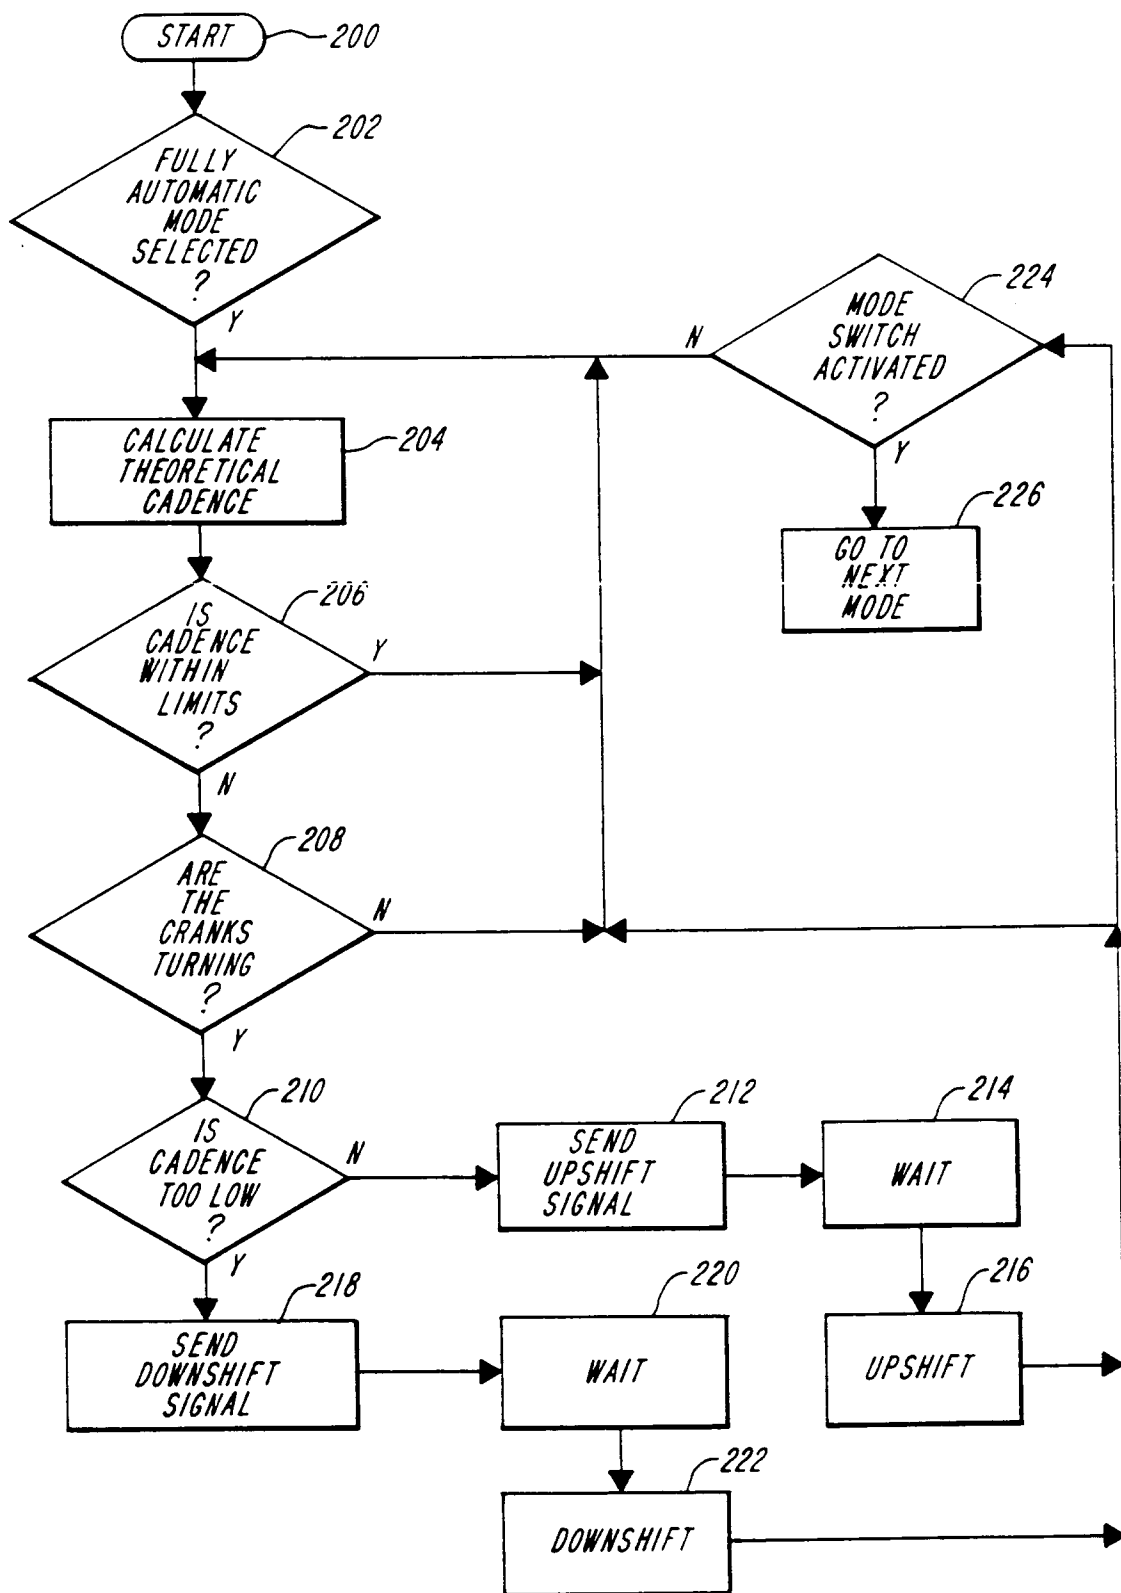 START
200
FULLY
AUTOMATIC
MODE
SELECTED
?
202
Y
MODE
SWITCH
ACTIVATED
?
224
N
Y
CALCULATE
THEORETICAL
CADENCE
204
GO TO
NEXT
MODE
226
IS
CADENCE
WITHIN
LIMITS
?
206
Y
N
ARE
THE
CRANKS
TURNING
?
208
N
Y
IS
CADENCE
TOO LOW
?
210
N
Y
SEND
UPSHIFT
SIGNAL
212
WAIT
214
UPSHIFT
216
SEND
DOWNSHIFT
SIGNAL
218
WAIT
220
DOWNSHIFT
222